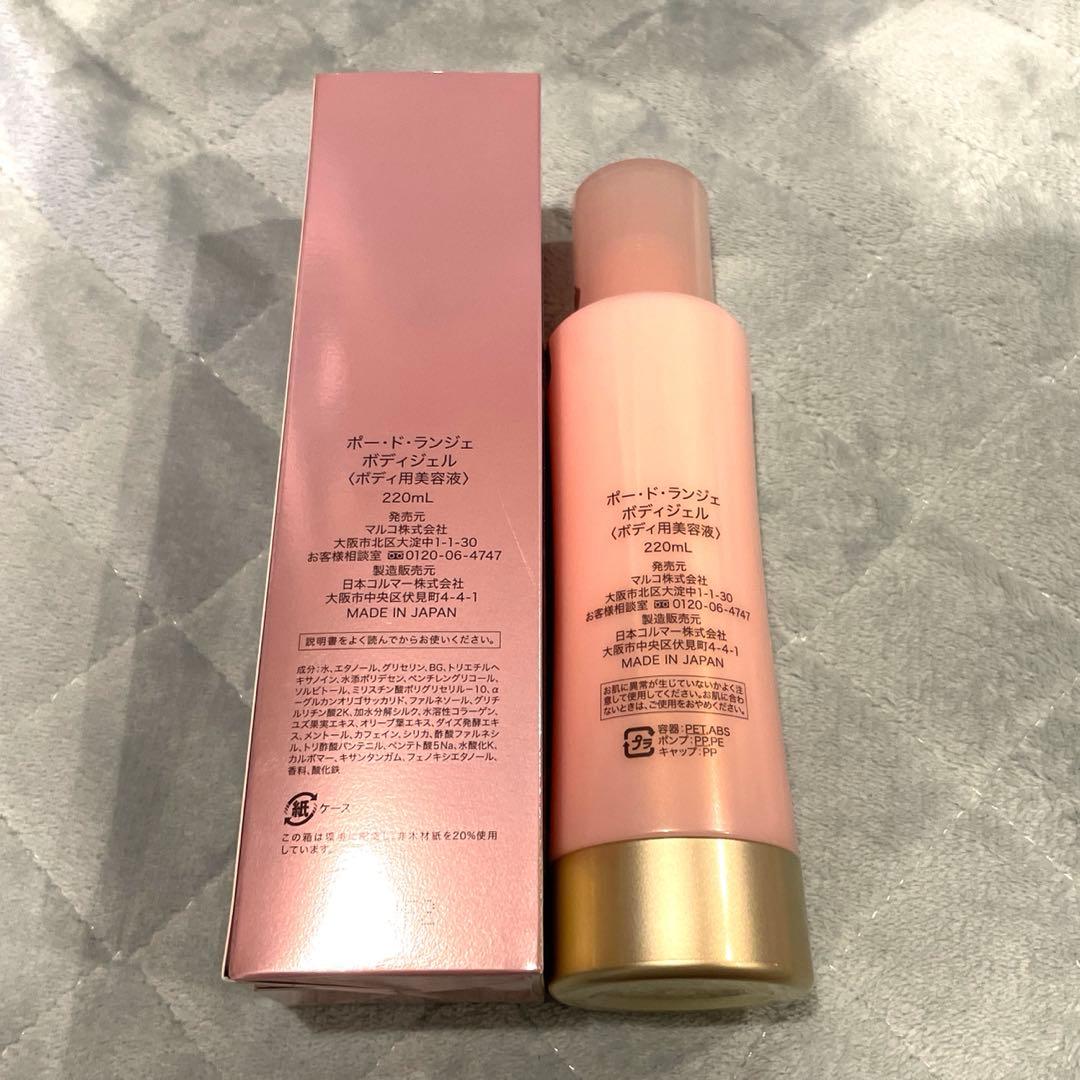 ポー・ド・ランジェ
ボディジェル
〈ボディ用美容液〉
220mL
発売元
マルコ株式会社
大阪市北区大淀中1-1-30
お客様相談室 0120-06-4747
製造販売元
日本コルマー株式会社
大阪市中央区伏見町4-4-1
MADE IN JAPAN
説明書をよく読んでからお使いください。
成分:水、エタノール、グリセリン、BG、トリエチルヘ
キサノイン、水添ポリデセン、ペンチレングリコール、
ソルビトール、ミリスチン酸ポリグリセリル-10、α
-グルカンオリゴサッカリド、ファルネソール、グリチ
ルリチン酸2K、加水分解シルク、水溶性コラーゲン、
ユズ果実エキス、オリーブ葉エキス、ダイズ発酵エキ
ス、メントール、カフェイン、シリカ、酢酸ファルネシ
ル、トリ酢酸パンテニル、ペンテト酸5Na、水酸化K、
カルボマー、キサンタンガム、フェノキシエタノール、
香料、酸化鉄
紙 ケース
この箱は環境に配慮し、非木材紙を20%使用
しています。
ポー・ド・ランジェ
ボディジェル
〈ボディ用美容液〉
220mL
発売元
マルコ株式会社
大阪市北区大淀中1-1-30
お客様相談室 0120-06-4747
製造販売元
日本コルマー株式会社
大阪市中央区伏見町4-4-1
MADE IN JAPAN
お肌に異常が生じていないかよく注
意して使用してください。お肌に合わ
ないときは、ご使用をおやめください。
プラ
容器:PET,ABS
ポンプ:PP,PE
キャップ:PP